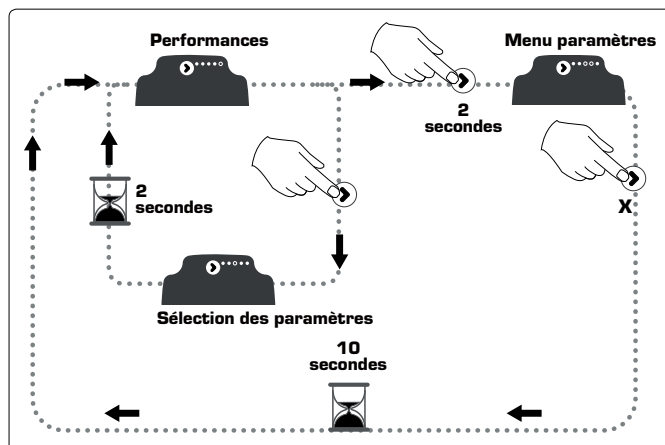 Performances
Menu paramètres
2
secondes
X
2
secondes
Sélection des paramètres
10
secondes